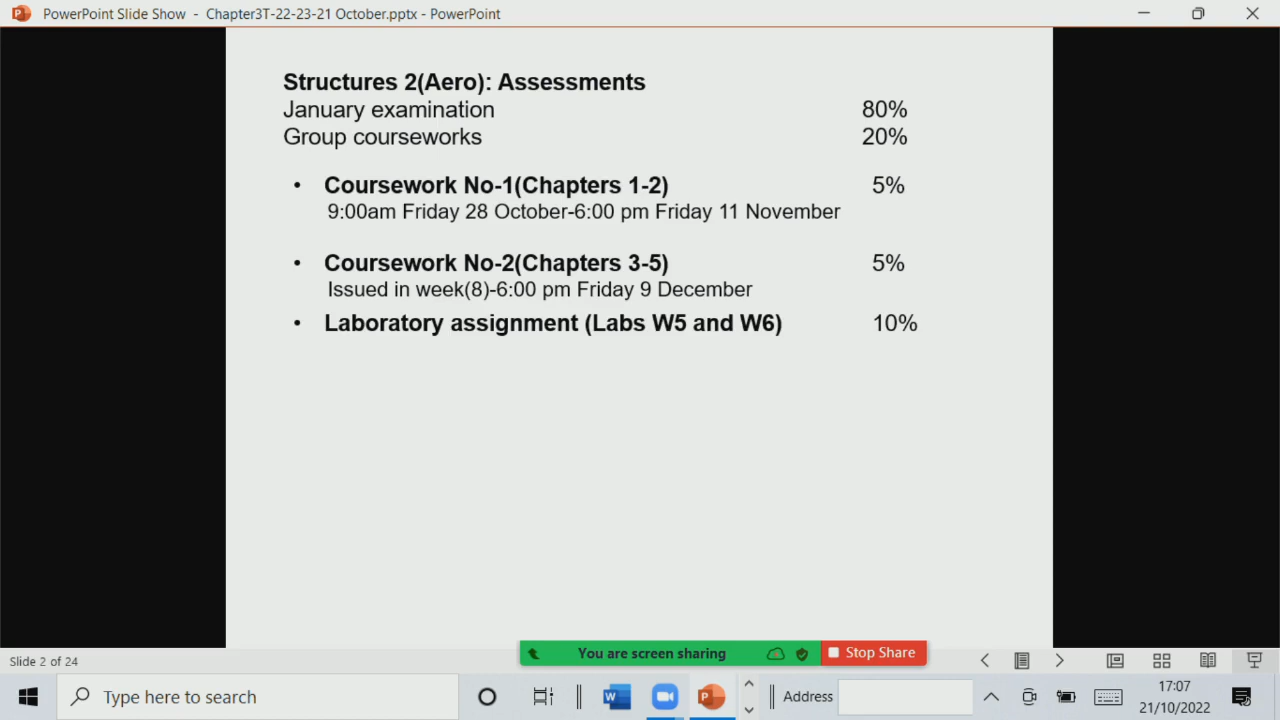 PowerPoint Slide Show - Chapter3T-22-23-21 October.pptx - PowerPoint
Structures 2(Aero): Assessments
January examination 80%
Group courseworks 20%
• Coursework No-1(Chapters 1-2) 5%
9:00am Friday 28 October-6:00 pm Friday 11 November
• Coursework No-2(Chapters 3-5) 5%
Issued in week(8)-6:00 pm Friday 9 December
• Laboratory assignment (Labs W5 and W6) 10%
You are screen sharing Stop Share
Slide 2 of 24
Type here to search
Address
17:07
21/10/2022